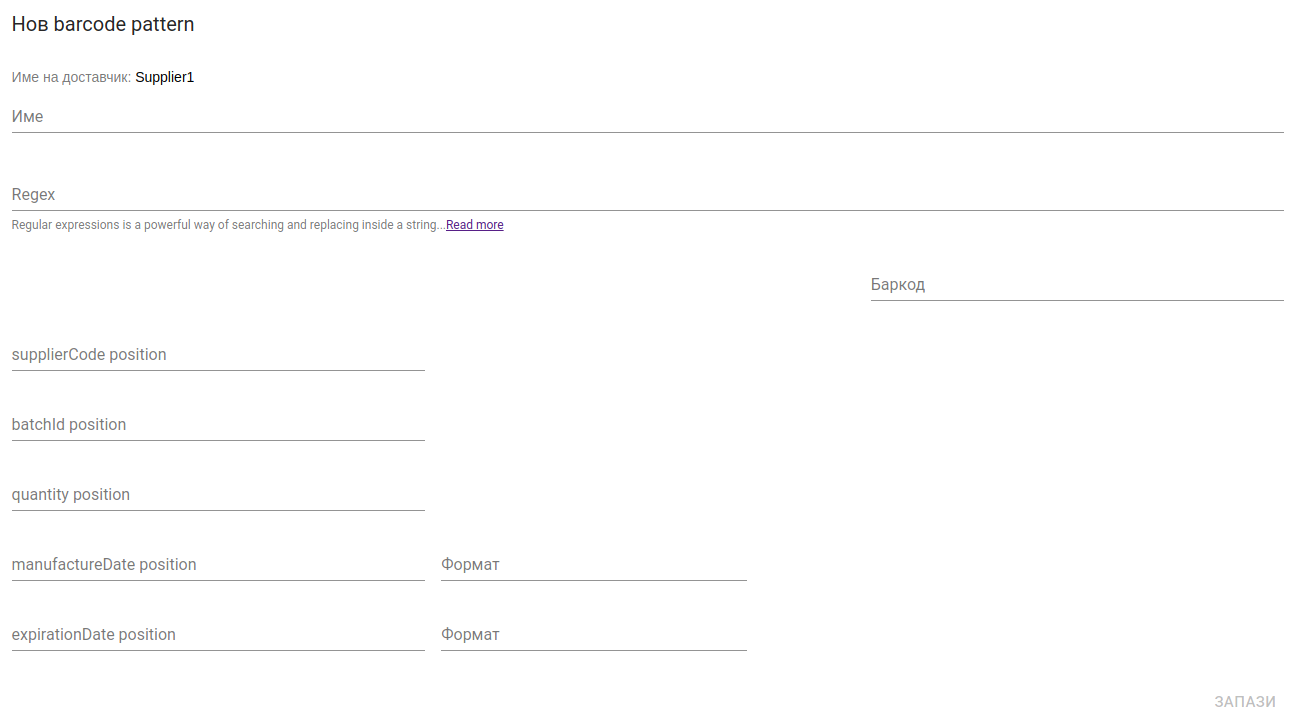 Нов barcode pattern
Име на доставчик: Supplier1
Име
Regex
Regular expressions is a powerful way of searching and replacing inside a string...Read more
Баркод
supplierCode position
batchId position
quantity position
manufactureDate position Формат
expirationDate position Формат
ЗАПАЗИ